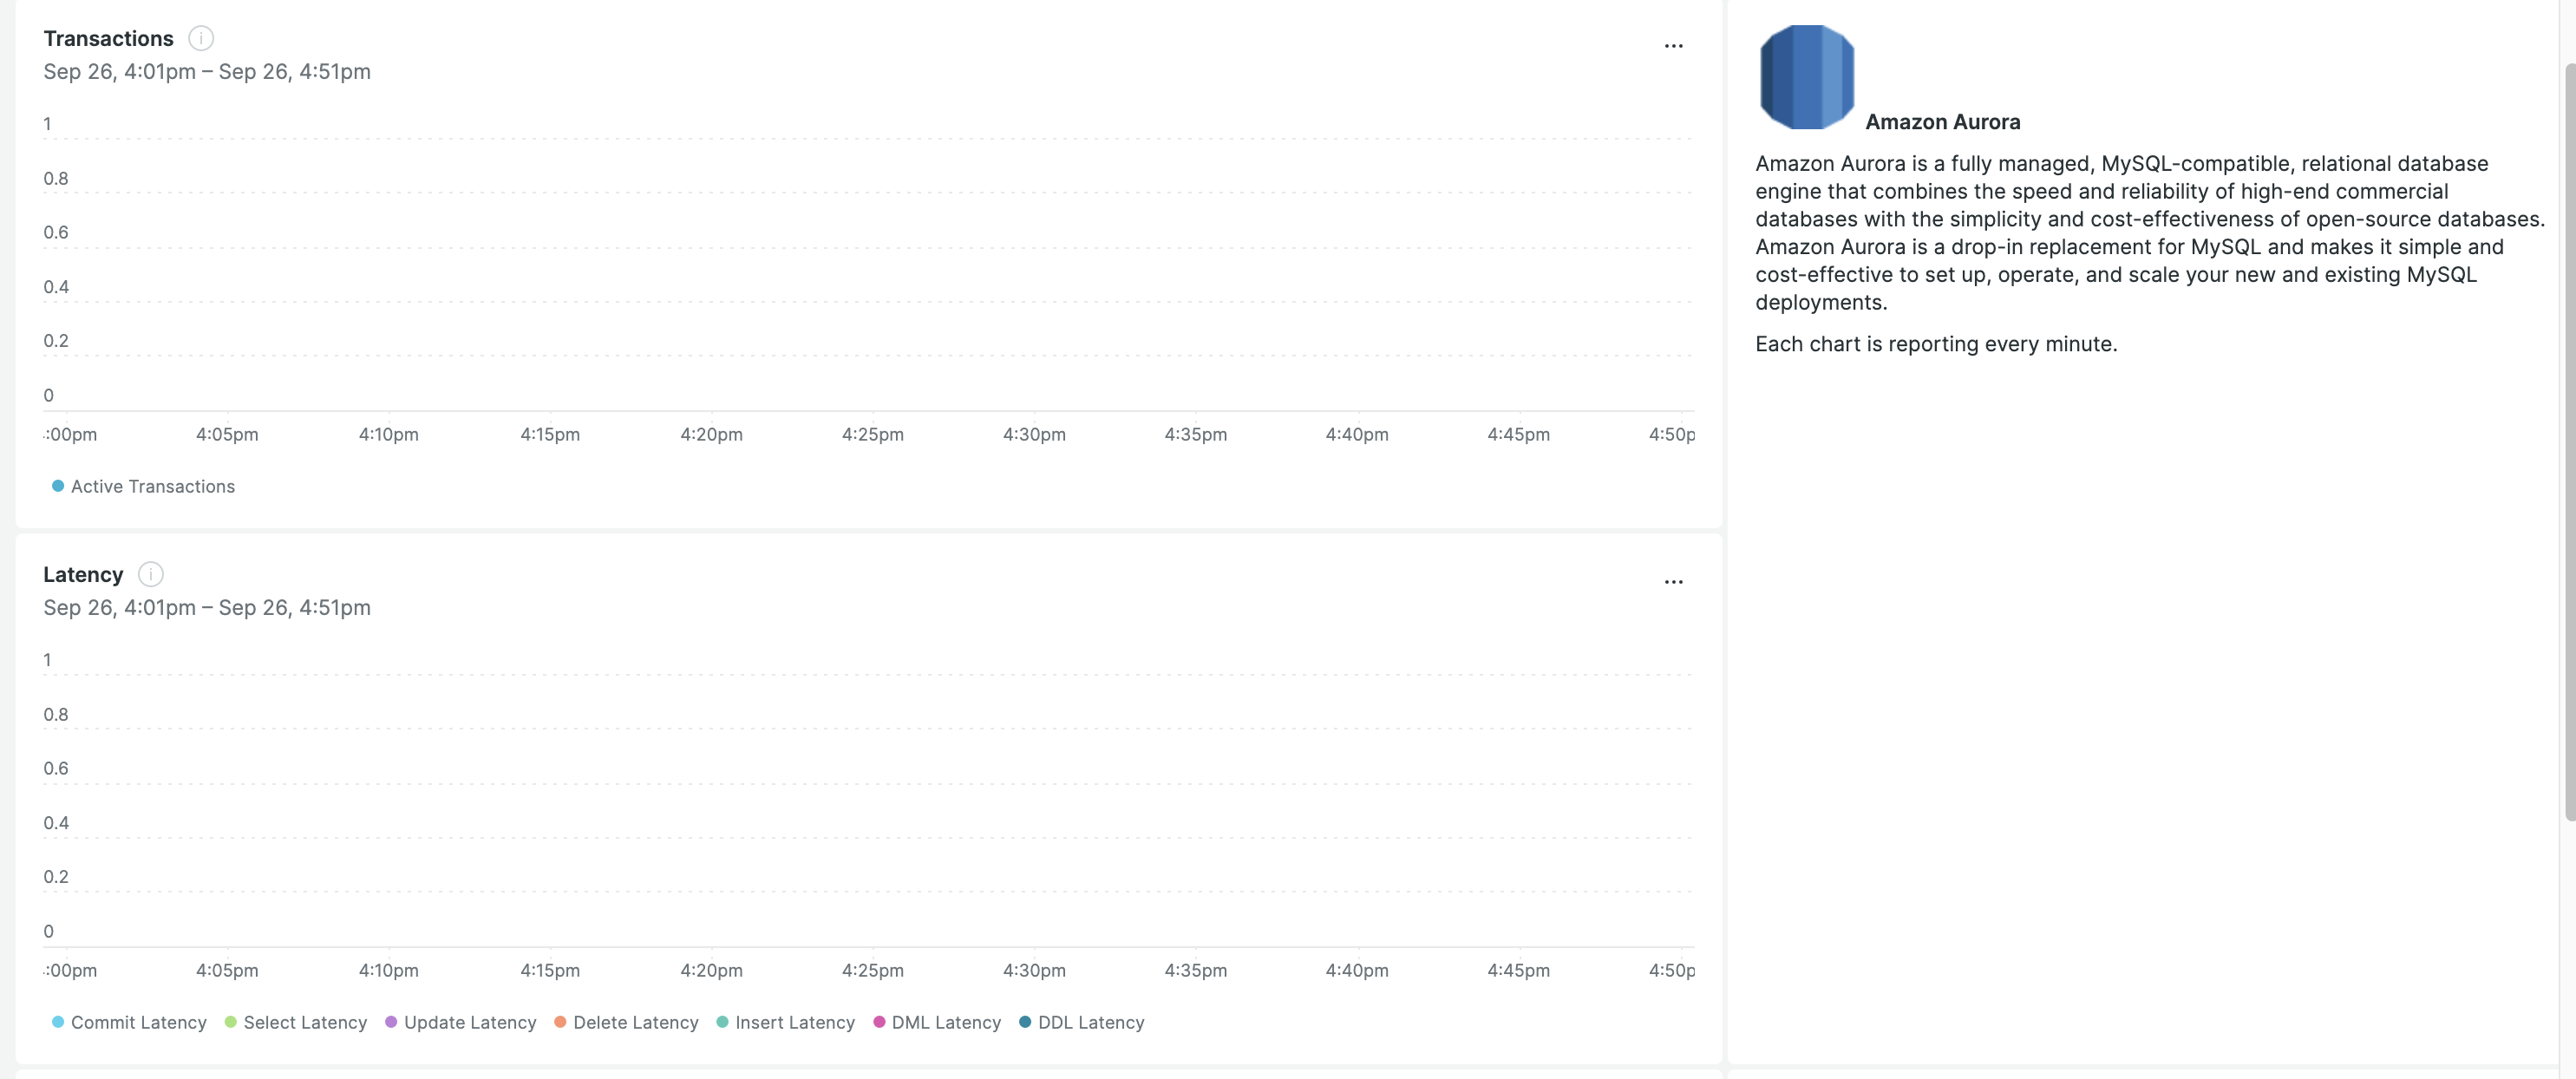 Transactions
Sep 26, 4:01pm – Sep 26, 4:51pm
1
0.8
0.6
0.4
0.2
0
:00pm 4:05pm 4:10pm 4:15pm 4:20pm 4:25pm 4:30pm 4:35pm 4:40pm 4:45pm 4:50p
Active Transactions
Latency
Sep 26, 4:01pm – Sep 26, 4:51pm
1
0.8
0.6
0.4
0.2
0
:00pm 4:05pm 4:10pm 4:15pm 4:20pm 4:25pm 4:30pm 4:35pm 4:40pm 4:45pm 4:50p
Commit Latency Select Latency Update Latency Delete Latency Insert Latency DML Latency DDL Latency
Amazon Aurora
Amazon Aurora is a fully managed, MySQL-compatible, relational database
engine that combines the speed and reliability of high-end commercial
databases with the simplicity and cost-effectiveness of open-source databases.
Amazon Aurora is a drop-in replacement for MySQL and makes it simple and
cost-effective to set up, operate, and scale your new and existing MySQL
deployments.
Each chart is reporting every minute.